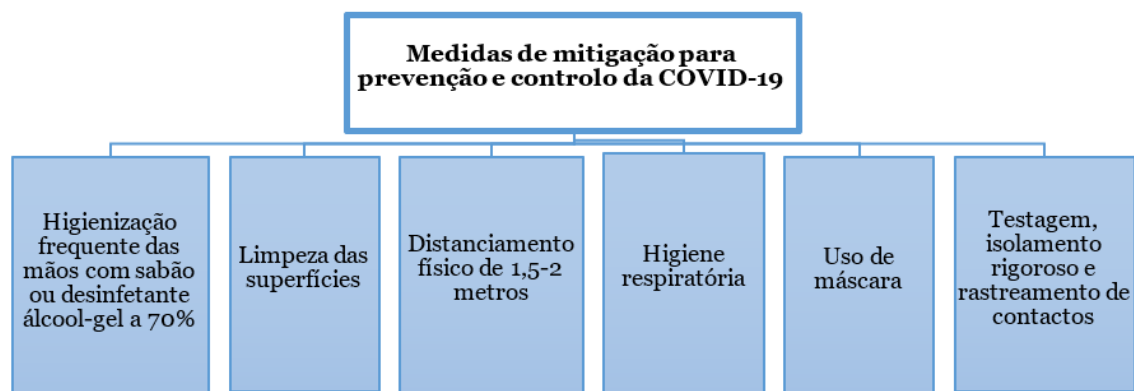 Medidas de mitigação para
prevenção e controlo da COVID-19
Higienização
frequente das
mãos com sabão
ou desinfetante
álcool-gel a 70%
Limpeza das
superfícies
Distanciamento
físico de 1,5-2
metros
Higiene
respiratória
Uso de
máscara
Testagem,
isolamento
rigoroso e
rastreamento de
contactos